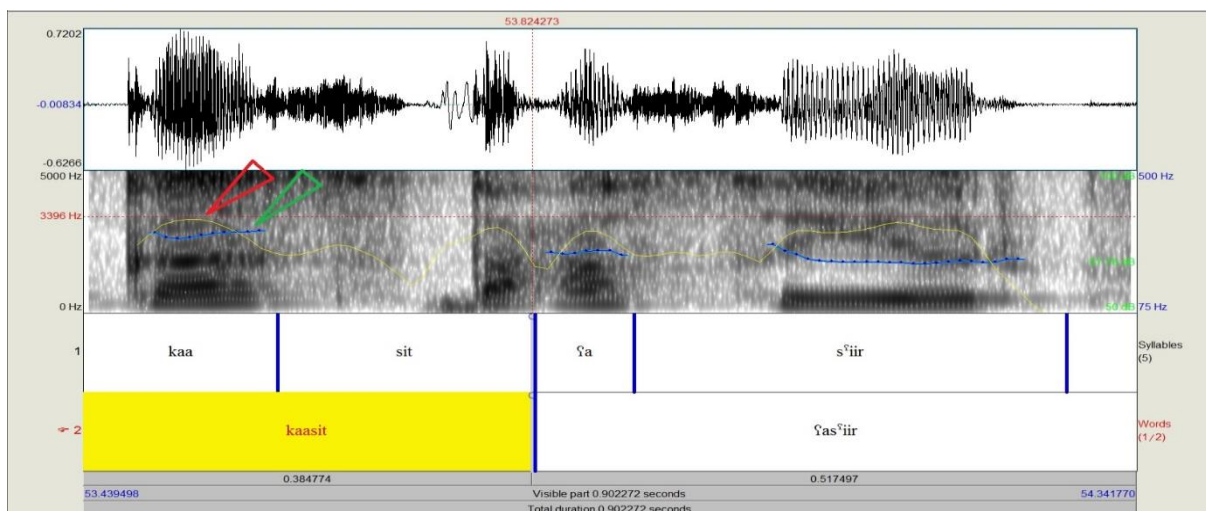 53.824273
0.7202
-0.00834
-0.6266
5000 Hz
500 Hz
3396 Hz
0 Hz
50 dB
75 Hz
1
kaa
sit
ʕa
sˤiir
Syllables
(5)
2
kaasit
ʕasˤiir
Words
(1/2)
0.384774
0.517497
53.439498
Visible part 0.902272 seconds
54.341770
Total duration 0.902272 seconds